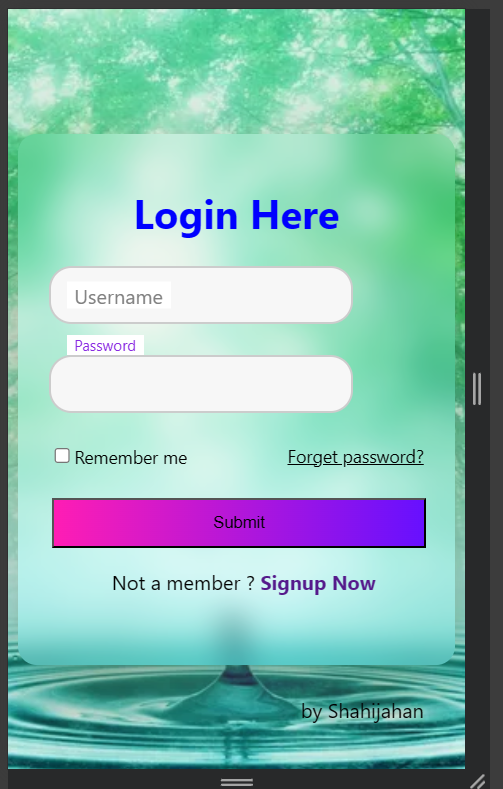 Login Here
Username
Password
Remember me Forget password?
Submit
Not a member ? Signup Now
by Shahijahan